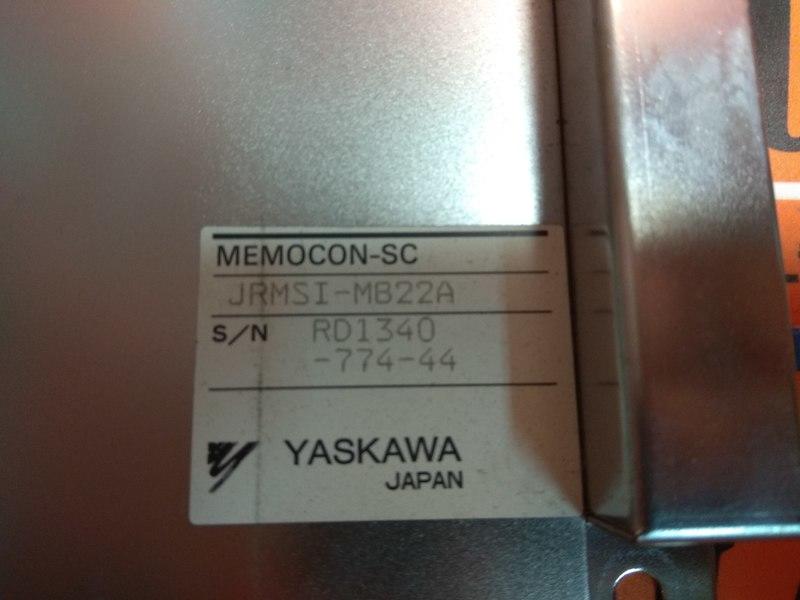 MEMOCON-SC
JRMSI-MB22A
S/N RD1340
-774-44
YASKAWA
JAPAN